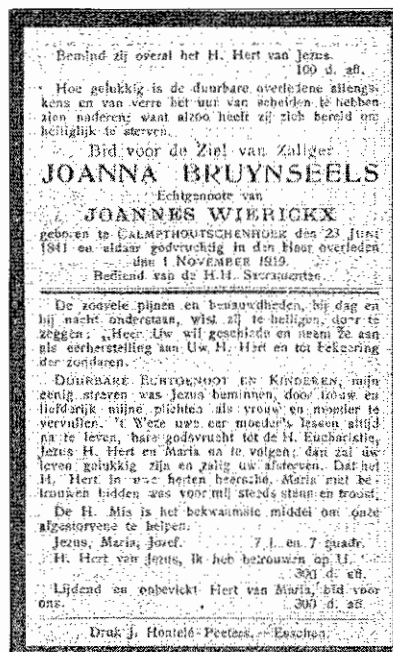 Bemind zij overal het H. Hert van Jezus.
100 d. afl.
Hoe gelukkig is de duurbare overledene allengs-
kens en van verre het uur van scheiden te hebben
zien naderen; want alzoo heeft zij zich bereid om
heiliglijk te sterven.
Bid voor de Ziel van Zaliger
JOANNA BRUYNSEELS
Echtgenoote van
JOANNES WIERICKX
geboren te CALMPTHOUTSCHENHOEK den 23 JUNI
1841 en aldaar godvruchtig in den Heer overleden
den 1 NOVEMBER 1919.
Bediend van de H.H. Sacramenten.
De zoovele pijnen en benauwdheden, bij dag en
bij nacht onderstaan, wist zij te heiligen, door te
zeggen: „Heer Uw wil geschiede en neem ze aan
als eerherstelling aan Uw H. Hert en tot bekeering
der zondaren.
DUURBARE ECHTGENOOT EN KINDEREN, mijn
eenig streven was Jezus beminnen, door trouw en
liefderijk mijne plichten als vrouw en moeder te
vervullen. 't Weze uwe eer moeder's lessen altijd
na te leven, hare godsvrucht tot de H. Eucharistie,
Jezus H. Hert en Maria na te volgen; dan zal uw
leven gelukkig zijn en zalig uw afsterven. Dat het
H. Hert in uwe herten heersche. Maria met be-
trouwen bidden was voor mij steeds steun en troost.
De H. Mis is het bekwaamste middel om onze
afgestorvene te helpen.
Jezus, Maria, Jozef. 7 j. en 7 quadr.
H. Hert van Jezus, ik heb betrouwen op U.
300 d. afl.
Lijdend en onbevlekt Hert van Maria, bid voor
ons. 300 d. afl.
Druk J. Hontelé-Peeters. - Esschen.